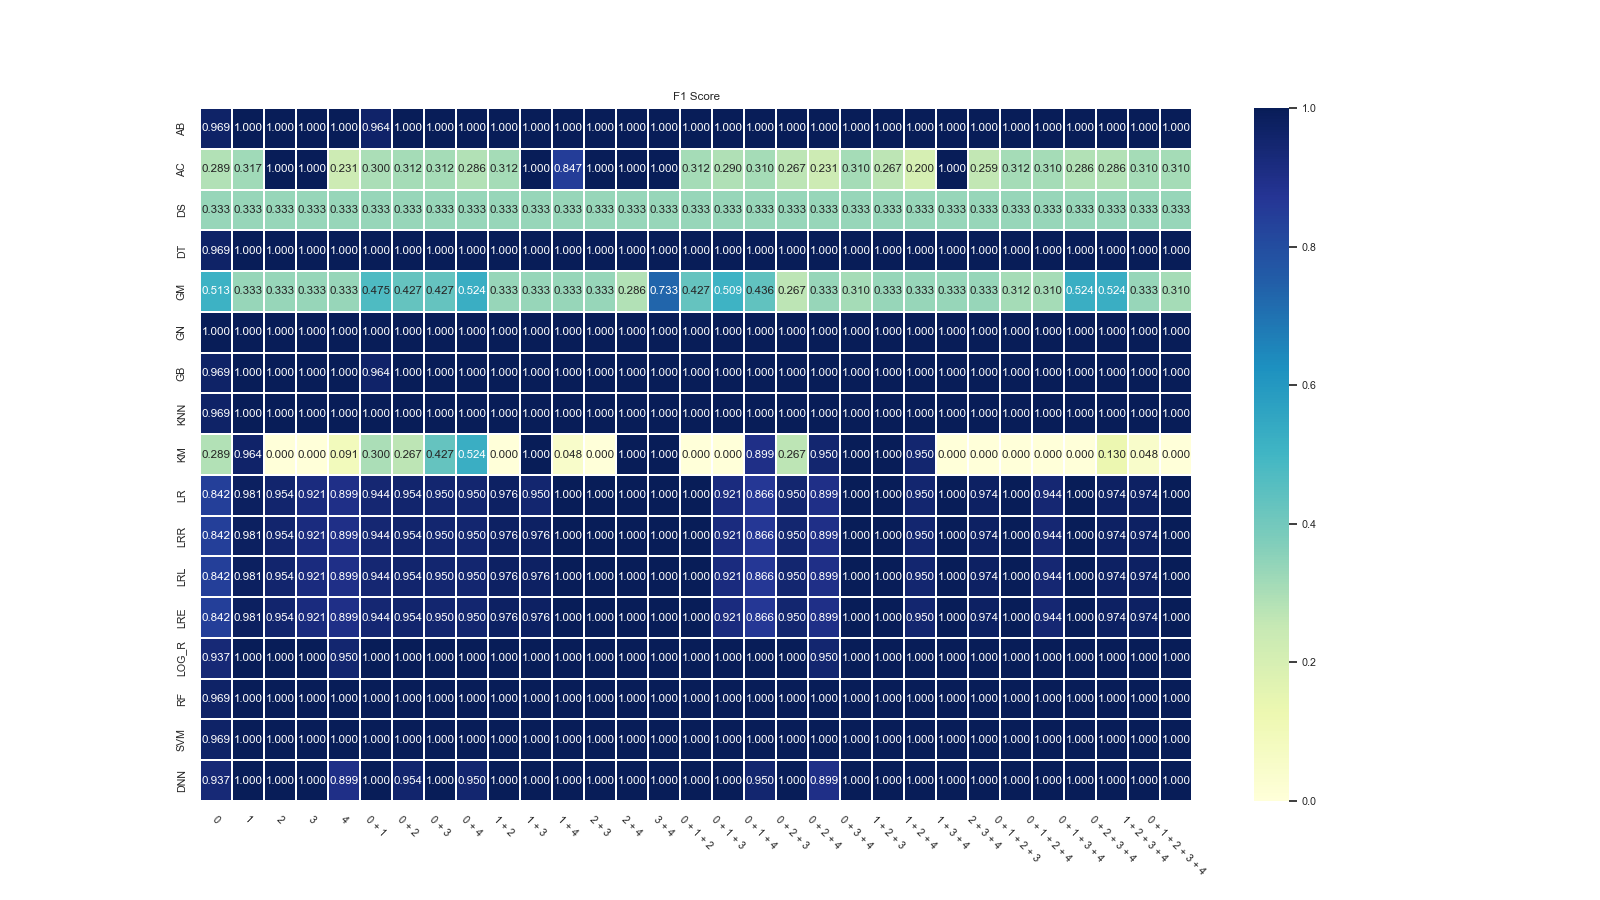 F1 Score
AB 0.969 1.000 1.000 1.000 1.000 0.964 1.000 1.000 1.000 1.000 1.000 1.000 1.000 1.000 1.000 1.000 1.000 1.000 1.000 1.000 1.000 1.000 1.000 1.000 1.000 1.000 1.000 1.000 1.000 1.000 1.000
AC 0.289 0.317 1.000 1.000 0.231 0.300 0.312 0.312 0.286 0.312 1.000 0.847 1.000 1.000 1.000 0.312 0.290 0.310 0.267 0.231 0.310 0.267 0.200 1.000 0.259 0.312 0.310 0.286 0.286 0.310 0.310
DS 0.333 0.333 0.333 0.333 0.333 0.333 0.333 0.333 0.333 0.333 0.333 0.333 0.333 0.333 0.333 0.333 0.333 0.333 0.333 0.333 0.333 0.333 0.333 0.333 0.333 0.333 0.333 0.333 0.333 0.333 0.333
DT 0.969 1.000 1.000 1.000 1.000 1.000 1.000 1.000 1.000 1.000 1.000 1.000 1.000 1.000 1.000 1.000 1.000 1.000 1.000 1.000 1.000 1.000 1.000 1.000 1.000 1.000 1.000 1.000 1.000 1.000 1.000
GM 0.513 0.333 0.333 0.333 0.333 0.475 0.427 0.427 0.524 0.333 0.333 0.333 0.333 0.286 0.733 0.427 0.509 0.436 0.267 0.333 0.310 0.333 0.333 0.333 0.333 0.312 0.310 0.524 0.524 0.333 0.310
GN 1.000 1.000 1.000 1.000 1.000 1.000 1.000 1.000 1.000 1.000 1.000 1.000 1.000 1.000 1.000 1.000 1.000 1.000 1.000 1.000 1.000 1.000 1.000 1.000 1.000 1.000 1.000 1.000 1.000 1.000 1.000
GB 0.969 1.000 1.000 1.000 1.000 0.964 1.000 1.000 1.000 1.000 1.000 1.000 1.000 1.000 1.000 1.000 1.000 1.000 1.000 1.000 1.000 1.000 1.000 1.000 1.000 1.000 1.000 1.000 1.000 1.000 1.000
KNN 0.969 1.000 1.000 1.000 1.000 1.000 1.000 1.000 1.000 1.000 1.000 1.000 1.000 1.000 1.000 1.000 1.000 1.000 1.000 1.000 1.000 1.000 1.000 1.000 1.000 1.000 1.000 1.000 1.000 1.000 1.000
KM 0.289 0.964 0.000 0.000 0.091 0.300 0.267 0.427 0.524 0.000 1.000 0.048 0.000 1.000 1.000 0.000 0.000 0.899 0.267 0.950 1.000 1.000 0.950 0.000 0.000 0.000 0.000 0.000 0.130 0.048 0.000
LR 0.842 0.981 0.954 0.921 0.899 0.944 0.954 0.950 0.950 0.976 0.950 1.000 1.000 1.000 1.000 1.000 0.921 0.866 0.950 0.899 1.000 1.000 0.950 1.000 0.974 1.000 0.944 1.000 0.974 0.974 1.000
LRR 0.842 0.981 0.954 0.921 0.899 0.944 0.954 0.950 0.950 0.976 0.976 1.000 1.000 1.000 1.000 1.000 0.921 0.866 0.950 0.899 1.000 1.000 0.950 1.000 0.974 1.000 0.944 1.000 0.974 0.974 1.000
LRL 0.842 0.981 0.954 0.921 0.899 0.944 0.954 0.950 0.950 0.976 0.976 1.000 1.000 1.000 1.000 1.000 0.921 0.866 0.950 0.899 1.000 1.000 0.950 1.000 0.974 1.000 0.944 1.000 0.974 0.974 1.000
LRE 0.842 0.981 0.954 0.921 0.899 0.944 0.954 0.950 0.950 0.976 0.976 1.000 1.000 1.000 1.000 1.000 0.921 0.866 0.950 0.899 1.000 1.000 0.950 1.000 0.974 1.000 0.944 1.000 0.974 0.974 1.000
LOG_R 0.937 1.000 1.000 1.000 0.950 1.000 1.000 1.000 1.000 1.000 1.000 1.000 1.000 1.000 1.000 1.000 1.000 1.000 1.000 0.950 1.000 1.000 1.000 1.000 1.000 1.000 1.000 1.000 1.000 1.000 1.000
RF 0.969 1.000 1.000 1.000 1.000 1.000 1.000 1.000 1.000 1.000 1.000 1.000 1.000 1.000 1.000 1.000 1.000 1.000 1.000 1.000 1.000 1.000 1.000 1.000 1.000 1.000 1.000 1.000 1.000 1.000 1.000
SVM 0.969 1.000 1.000 1.000 1.000 1.000 1.000 1.000 1.000 1.000 1.000 1.000 1.000 1.000 1.000 1.000 1.000 1.000 1.000 1.000 1.000 1.000 1.000 1.000 1.000 1.000 1.000 1.000 1.000 1.000 1.000
DNN 0.937 1.000 1.000 1.000 0.899 1.000 0.954 1.000 0.950 1.000 1.000 1.000 1.000 1.000 1.000 1.000 1.000 0.950 1.000 0.899 1.000 1.000 1.000 1.000 1.000 1.000 1.000 1.000 1.000 1.000 1.000
0
1
2
3
4
0 + 1
0 + 2
0 + 3
0 + 4
1 + 2
1 + 3
1 + 4
2 + 3
2 + 4
3 + 4
0 + 1 + 2
0 + 1 + 3
0 + 1 + 4
0 + 2 + 3
0 + 2 + 4
0 + 3 + 4
1 + 2 + 3
1 + 2 + 4
1 + 3 + 4
2 + 3 + 4
0 + 1 + 2 + 3
0 + 1 + 2 + 4
0 + 1 + 3 + 4
0 + 2 + 3 + 4
1 + 2 + 3 + 4
0 + 1 + 2 + 3 + 4
1.0
0.8
0.6
0.4
0.2
0.0